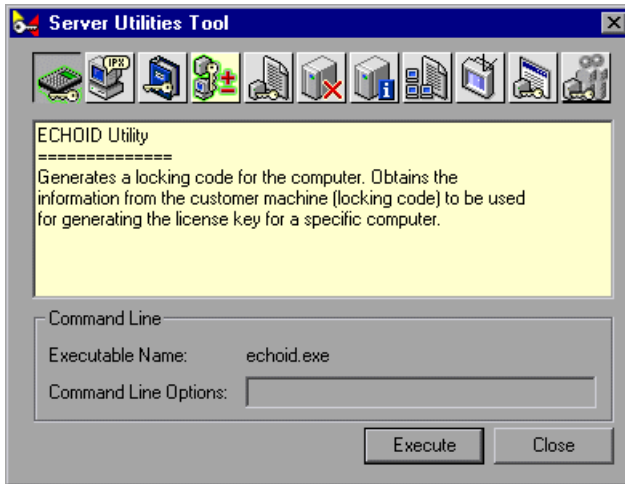 Server Utilities Tool
IPX
ECHOID Utility
==============
Generates a locking code for the computer. Obtains the
information from the customer machine (locking code) to be used
for generating the license key for a specific computer.
Command Line
Executable Name: echoid.exe
Command Line Options:
Execute Close